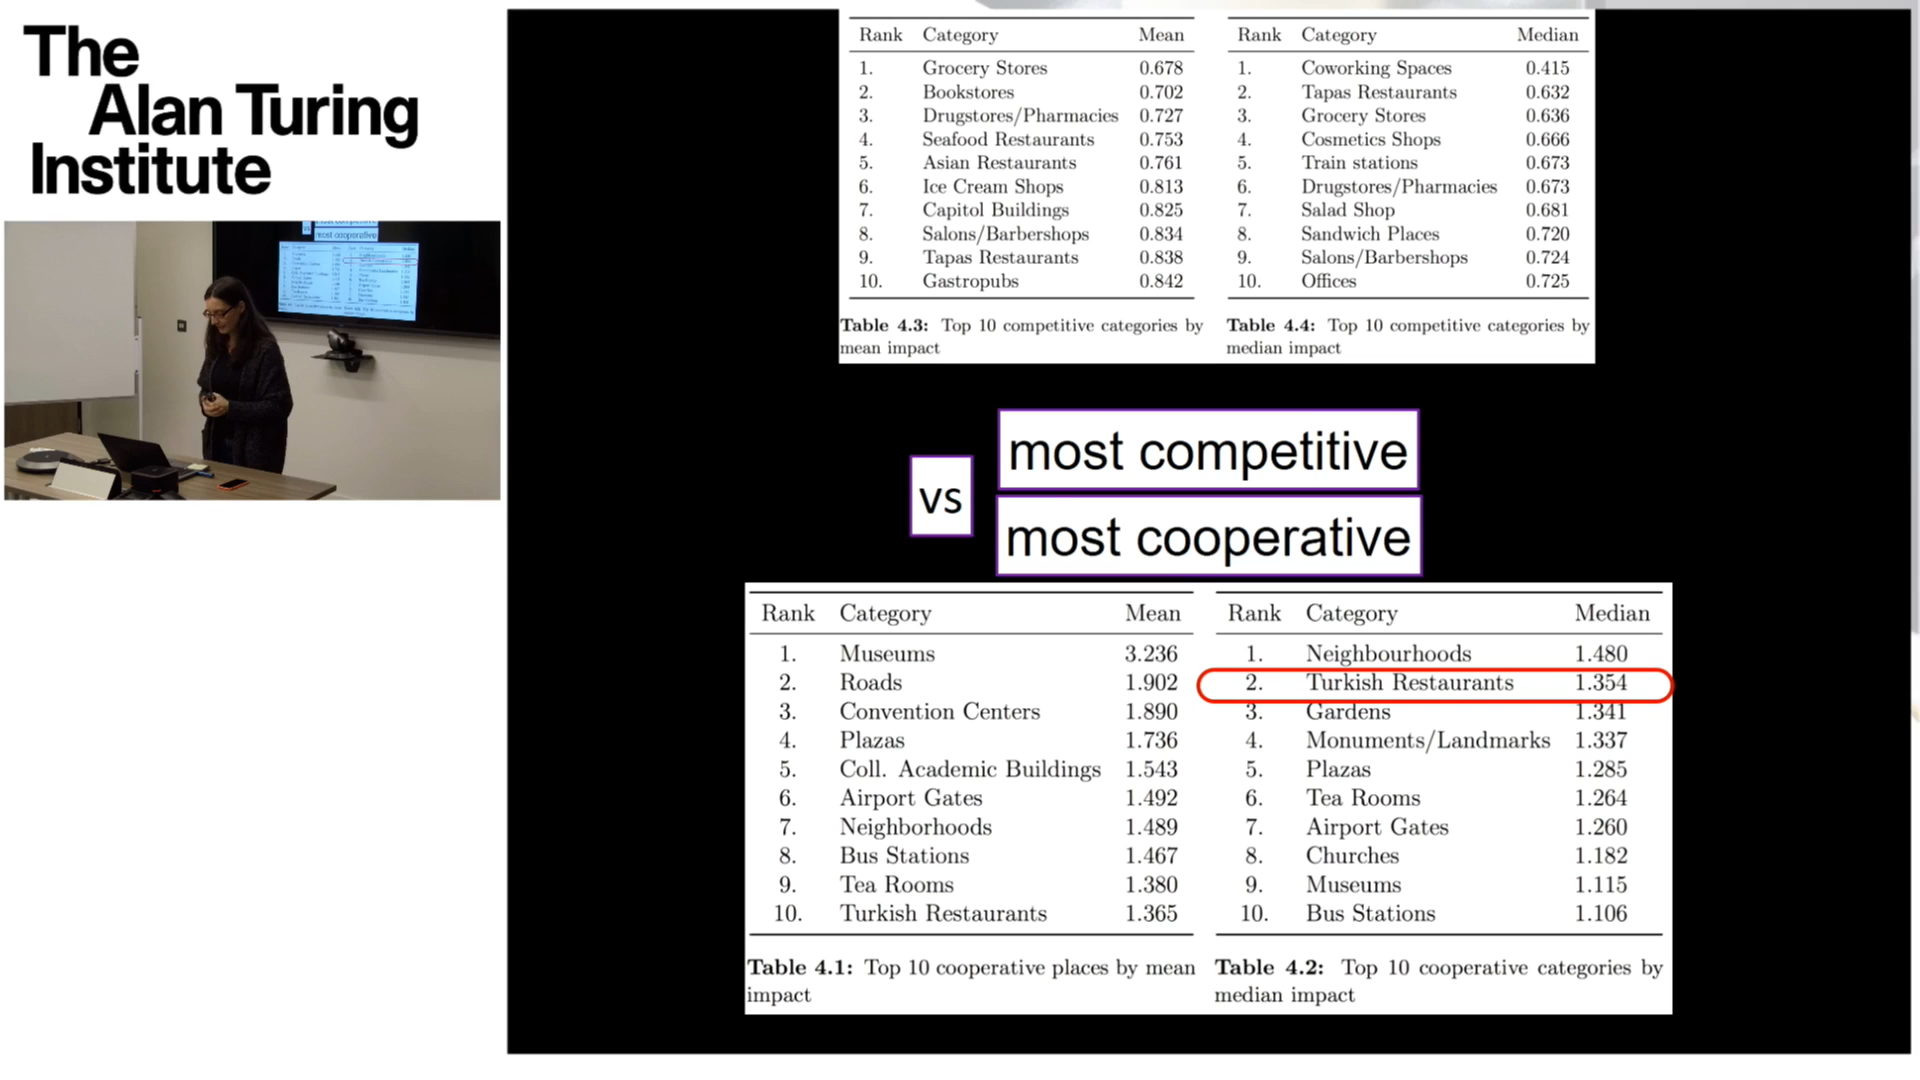 The
Alan Turing
Institute
Rank Category Mean
1. Grocery Stores 0.678
2. Bookstores 0.702
3. Drugstores/Pharmacies 0.727
4. Seafood Restaurants 0.753
5. Asian Restaurants 0.761
6. Ice Cream Shops 0.813
7. Capitol Buildings 0.825
8. Salons/Barbershops 0.834
9. Tapas Restaurants 0.838
10. Gastropubs 0.842
Table 4.3: Top 10 competitive categories by
mean impact
Rank Category Median
1. Coworking Spaces 0.415
2. Tapas Restaurants 0.632
3. Grocery Stores 0.636
4. Cosmetics Shops 0.666
5. Train stations 0.673
6. Drugstores/Pharmacies 0.673
7. Salad Shop 0.681
8. Sandwich Places 0.720
9. Salons/Barbershops 0.724
10. Offices 0.725
Table 4.4: Top 10 competitive categories by
median impact
most competitive
vs
most cooperative
Rank Category Mean
1. Museums 3.236
2. Roads 1.902
3. Convention Centers 1.890
4. Plazas 1.736
5. Coll. Academic Buildings 1.543
6. Airport Gates 1.492
7. Neighborhoods 1.489
8. Bus Stations 1.467
9. Tea Rooms 1.380
10. Turkish Restaurants 1.365
Table 4.1: Top 10 cooperative places by mean
impact
Rank Category Median
1. Neighbourhoods 1.480
2. Turkish Restaurants 1.354
3. Gardens 1.341
4. Monuments/Landmarks 1.337
5. Plazas 1.285
6. Tea Rooms 1.264
7. Airport Gates 1.260
8. Churches 1.182
9. Museums 1.115
10. Bus Stations 1.106
Table 4.2: Top 10 cooperative categories by
median impact
vs
most cooperative